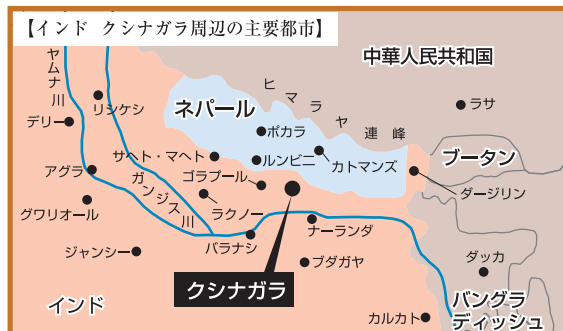 【インド クシナガラ周辺の主要都市】
中華人民共和国
ヤムナ川
リシケシ
デリー
ネパール
ヒマラヤ連峰
ラサ
ポカラ
ルンビニ
カトマンズ
ブータン
サヘト・マヘト
アグラ
ゴラプール
ガンジス川
ダージリン
グワリオール
ラクノー
ナーランダ
バラナシ
ジャンシー
ブダガヤ
ダッカ
クシナガラ
インド
カルカト
バングラ
ディッシュ